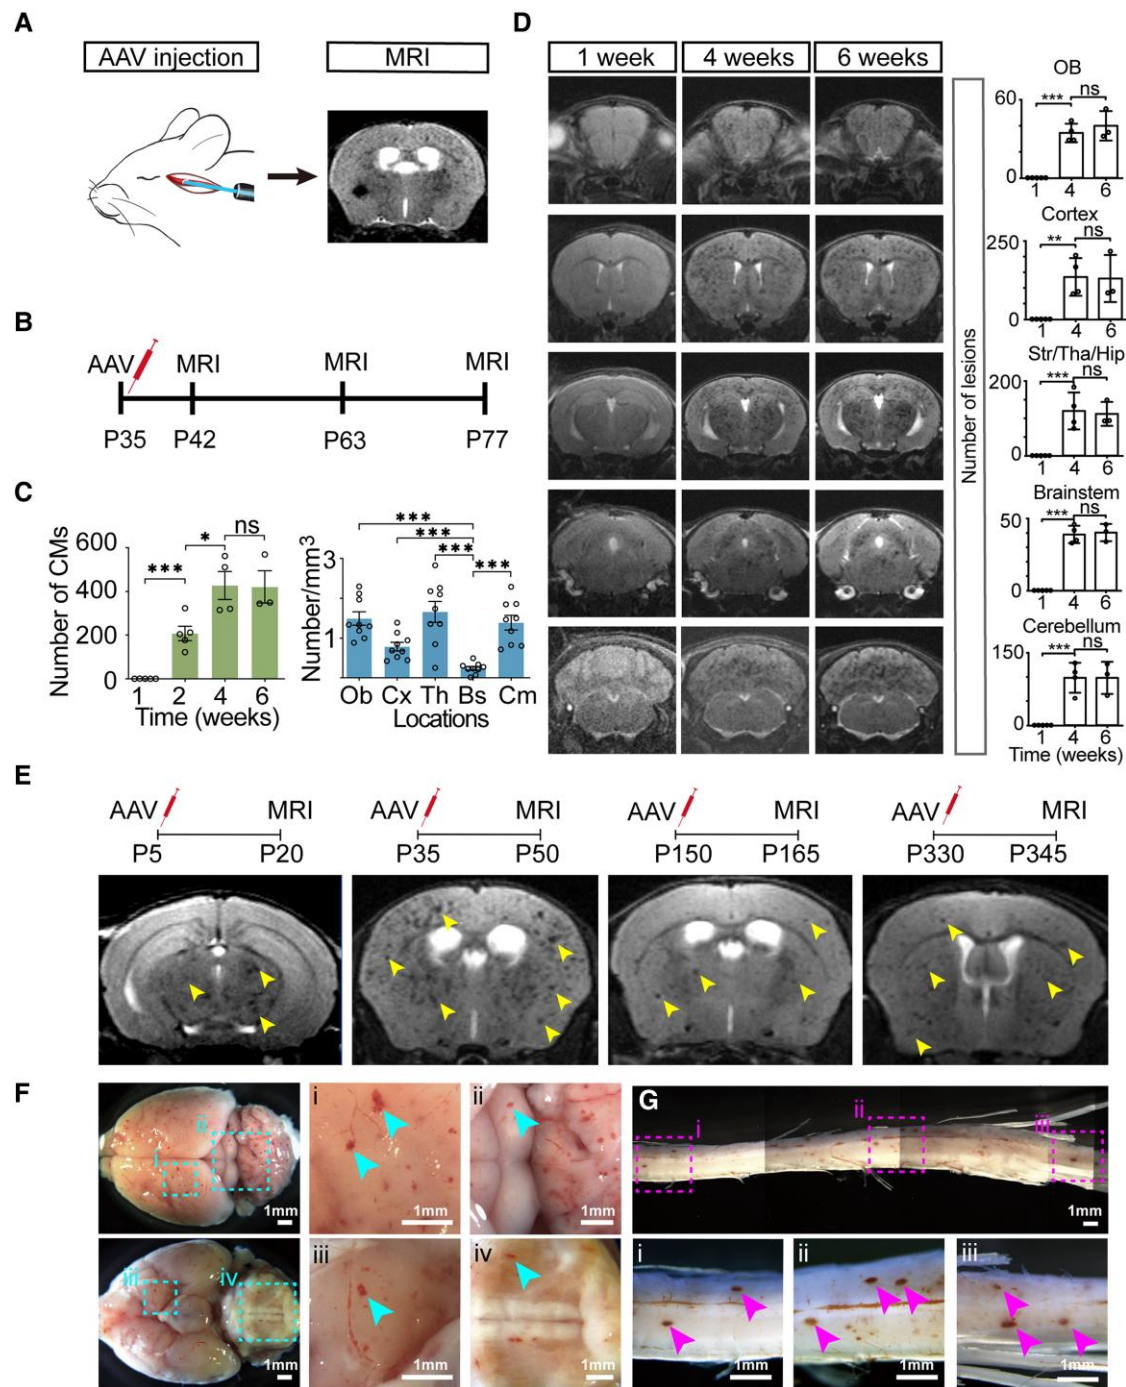 A
AAV injection
MRI
B
AAV
MRI
MRI
MRI
P35
P42
P63
P77
C
Number of CMs
600
400
200
0
***
*
ns
1
2
4
6
Time (weeks)
Number/mm³
3
1
***
***
***
***
Ob
Cx
Th
Bs
Cm
Locations
D
1 week
4 weeks
6 weeks
Number of lesions
OB
60
0
***
ns
1
4
6
Cortex
250
0
**
ns
1
4
6
Str/Tha/Hip
200
0
***
ns
1
4
6
Brainstem
50
0
***
ns
1
4
6
Cerebellum
150
0
***
ns
1
4
6
Time (weeks)
E
AAV
MRI
P5
P20
AAV
MRI
P35
P50
AAV
MRI
P150
P165
AAV
MRI
P330
P345
F
i
ii
1mm
i
1mm
ii
1mm
iii
iv
1mm
iii
1mm
iv
1mm
G
i
ii
iii
1mm
i
1mm
ii
1mm
iii
1mm